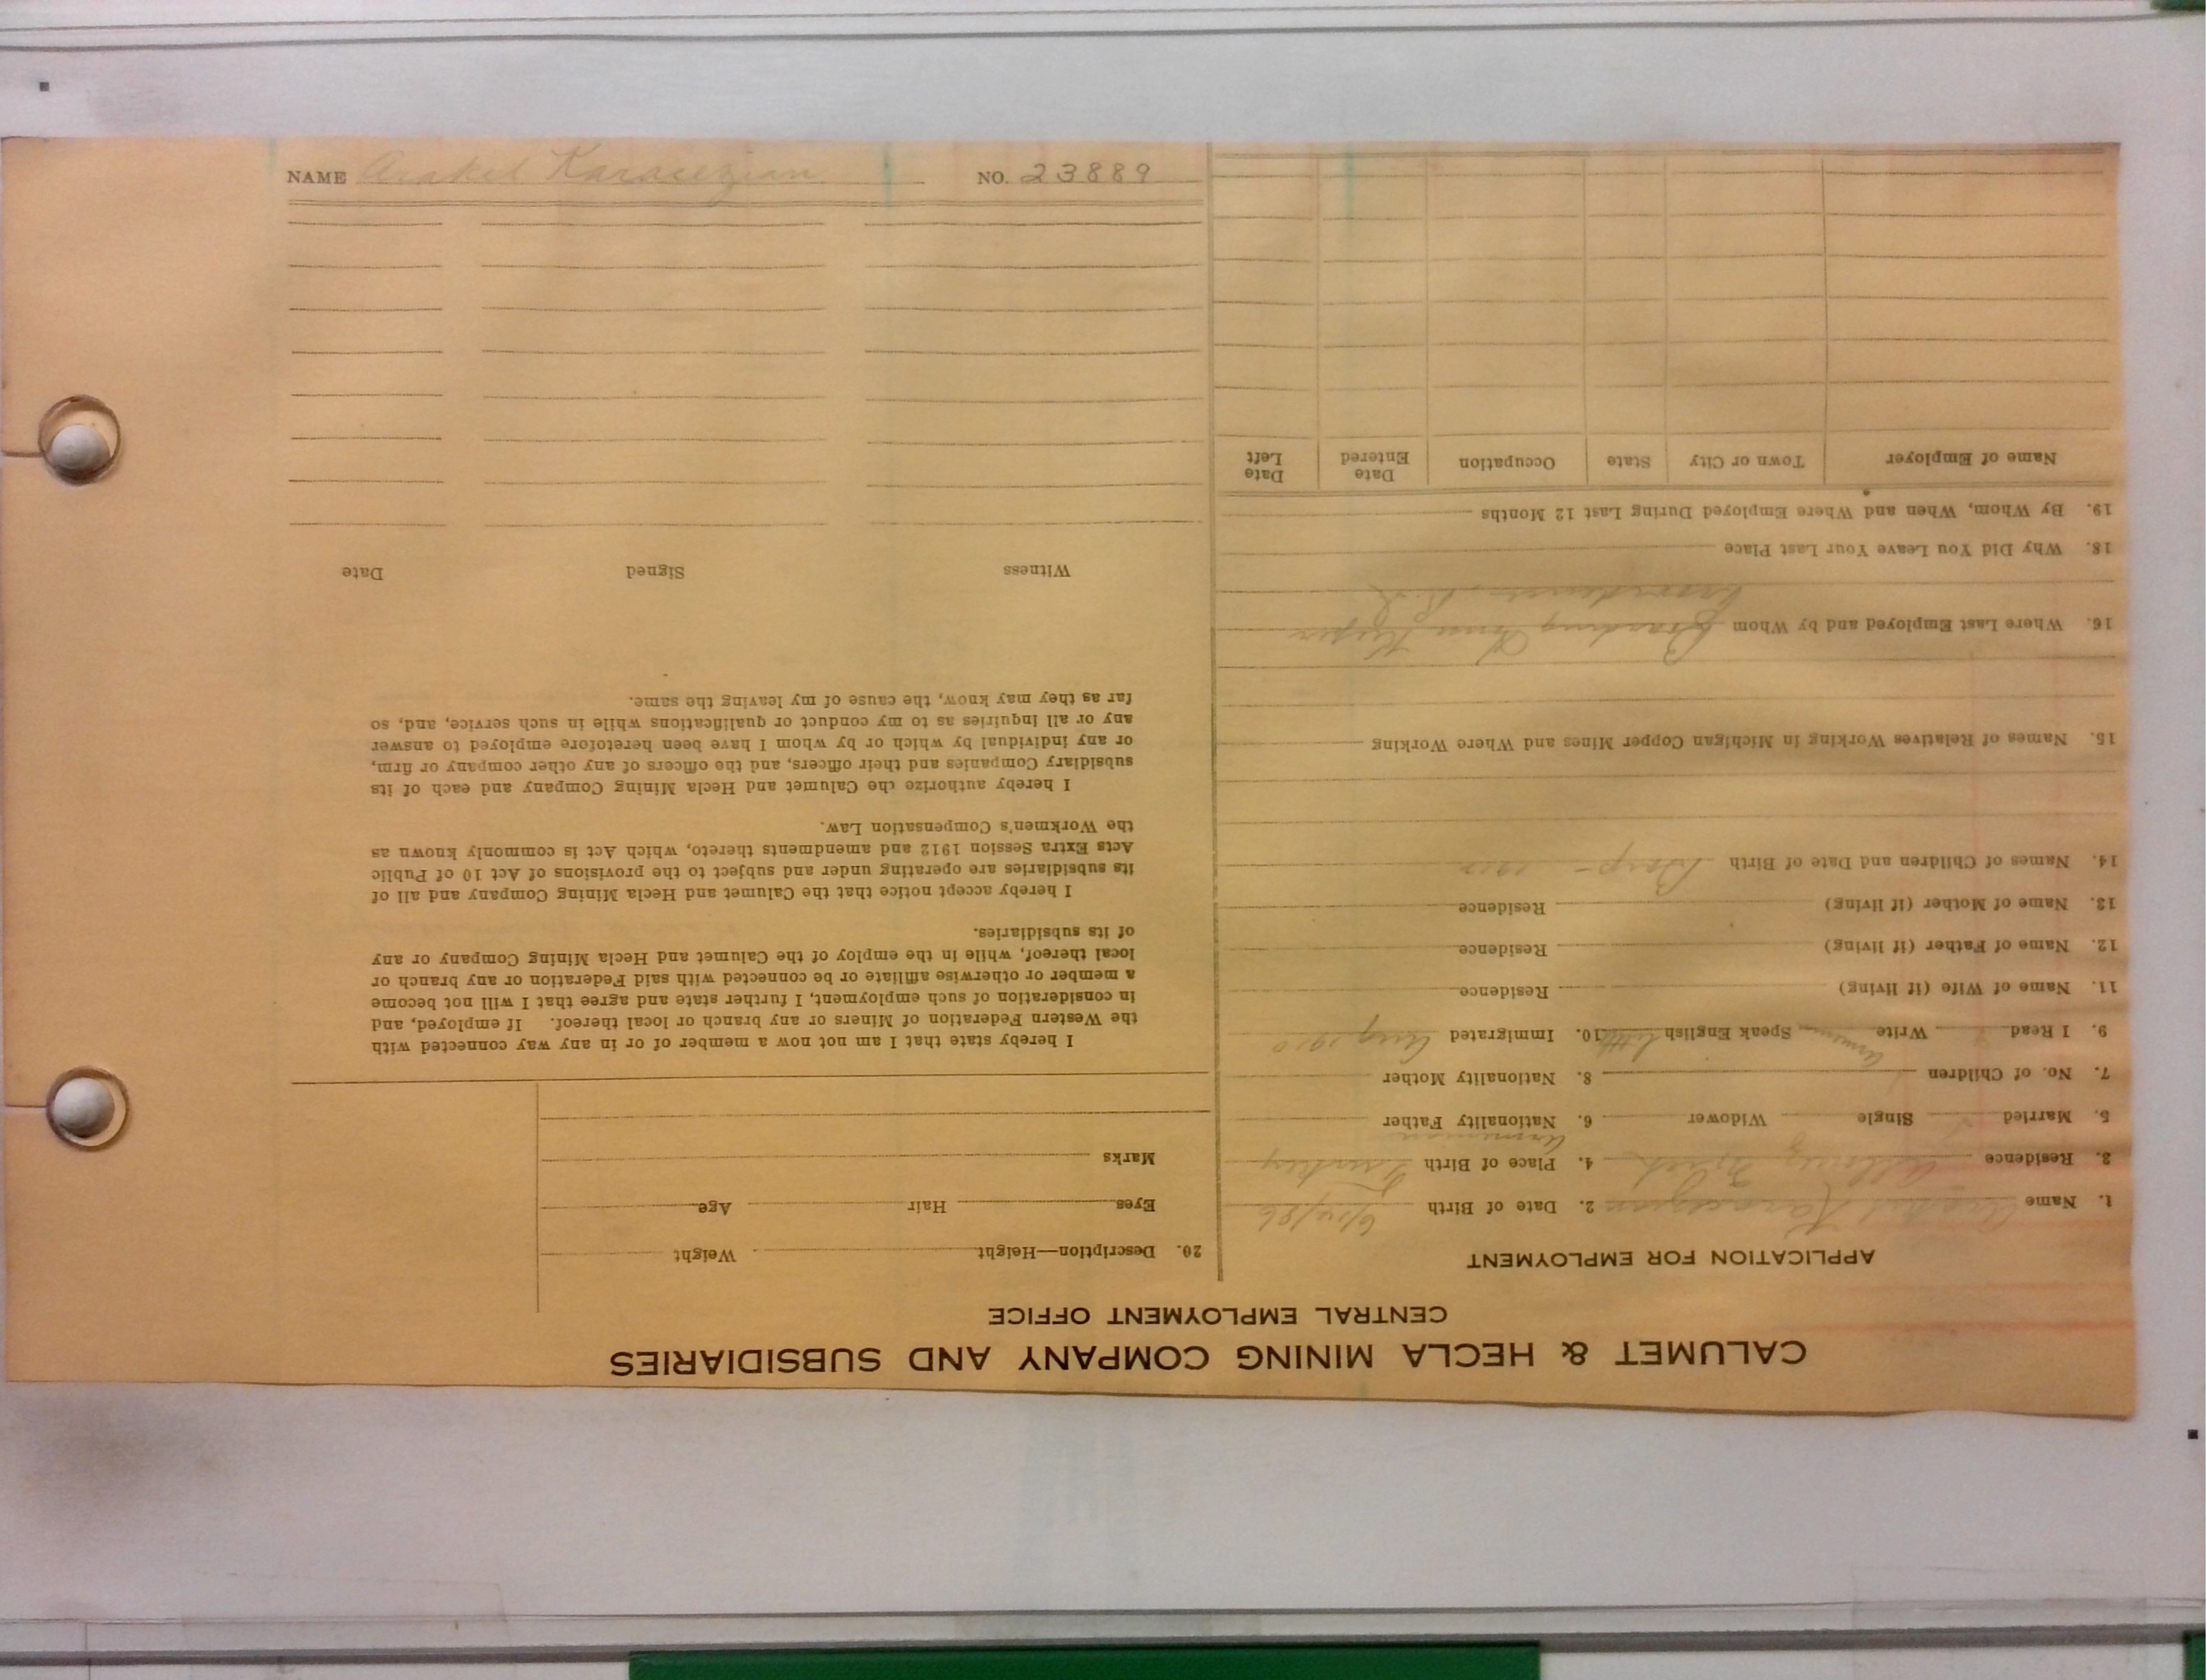 CALUMET & HECLA MINING COMPANY AND SUBSIDIARIES
CENTRAL EMPLOYMENT OFFICE
APPLICATION FOR EMPLOYMENT
1. Name Arakel Karacezian 2. Date of Birth 6/14/86
3. Residence 4. Place of Birth Turkey
Armenian
5. Married Single Widower 6. Nationality Father
7. No. of Children 8. Nationality Mother
9. I Read Write Speak English little 10. Immigrated Aug 1910
11. Name of Wife (if living) Residence
12. Name of Father (if living) Residence
13. Name of Mother (if living) Residence
14. Names of Children and Date of Birth
15. Names of Relatives Working in Michigan Copper Mines and Where Working
16. Where Last Employed and by Whom
Providence R.I.
18. Why Did You Leave Your Last Place
19. By Whom, When and Where Employed During Last 12 Months
Name of Employer Town or City State Occupation Date Entered Date Left
20. Description—Height Weight
Eyes Hair Age
Marks
I hereby state that I am not now a member of or in any way connected with
the Western Federation of Miners or any branch or local thereof. If employed, and
in consideration of such employment, I further state and agree that I will not become
a member or otherwise affiliate or be connected with said Federation or any branch or
local thereof, while in the employ of the Calumet and Hecla Mining Company or any
of its subsidiaries.
I hereby accept notice that the Calumet and Hecla Mining Company and all of
its subsidiaries are operating under and subject to the provisions of Act 10 of Public
Acts Extra Session 1912 and amendments thereto, which Act is commonly known as
the Workmen's Compensation Law.
I hereby authorize the Calumet and Hecla Mining Company and each of its
subsidiary Companies and their officers, and the officers of any other company or firm,
or any individual by which or by whom I have been heretofore employed to answer
any or all inquiries as to my conduct or qualifications while in such service, and, so
far as they may know, the cause of my leaving the same.
Witness Signed Date
NAME Arakel Karacezian NO. 23889